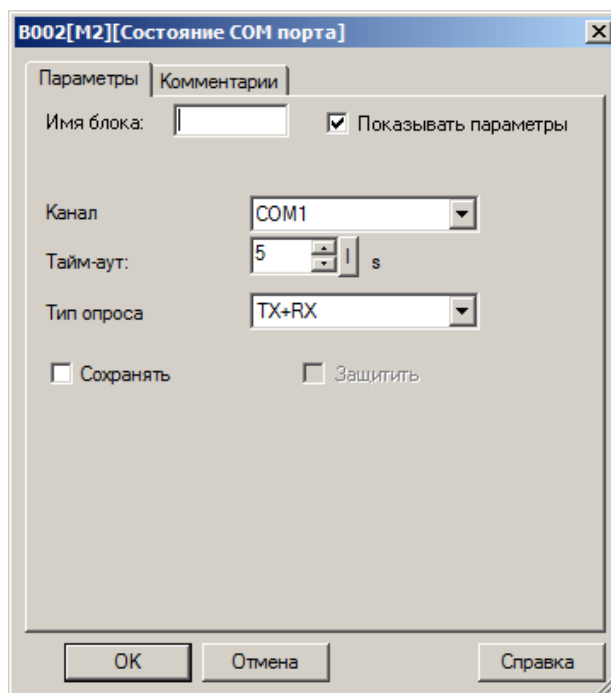 B002[M2][Состояние COM порта]
Параметры Комментарии
Имя блока: Показывать параметры
Канал COM1
Тайм-аут: 5 I s
Тип опроса TX+RX
Сохранять Защитить
OK Отмена Справка